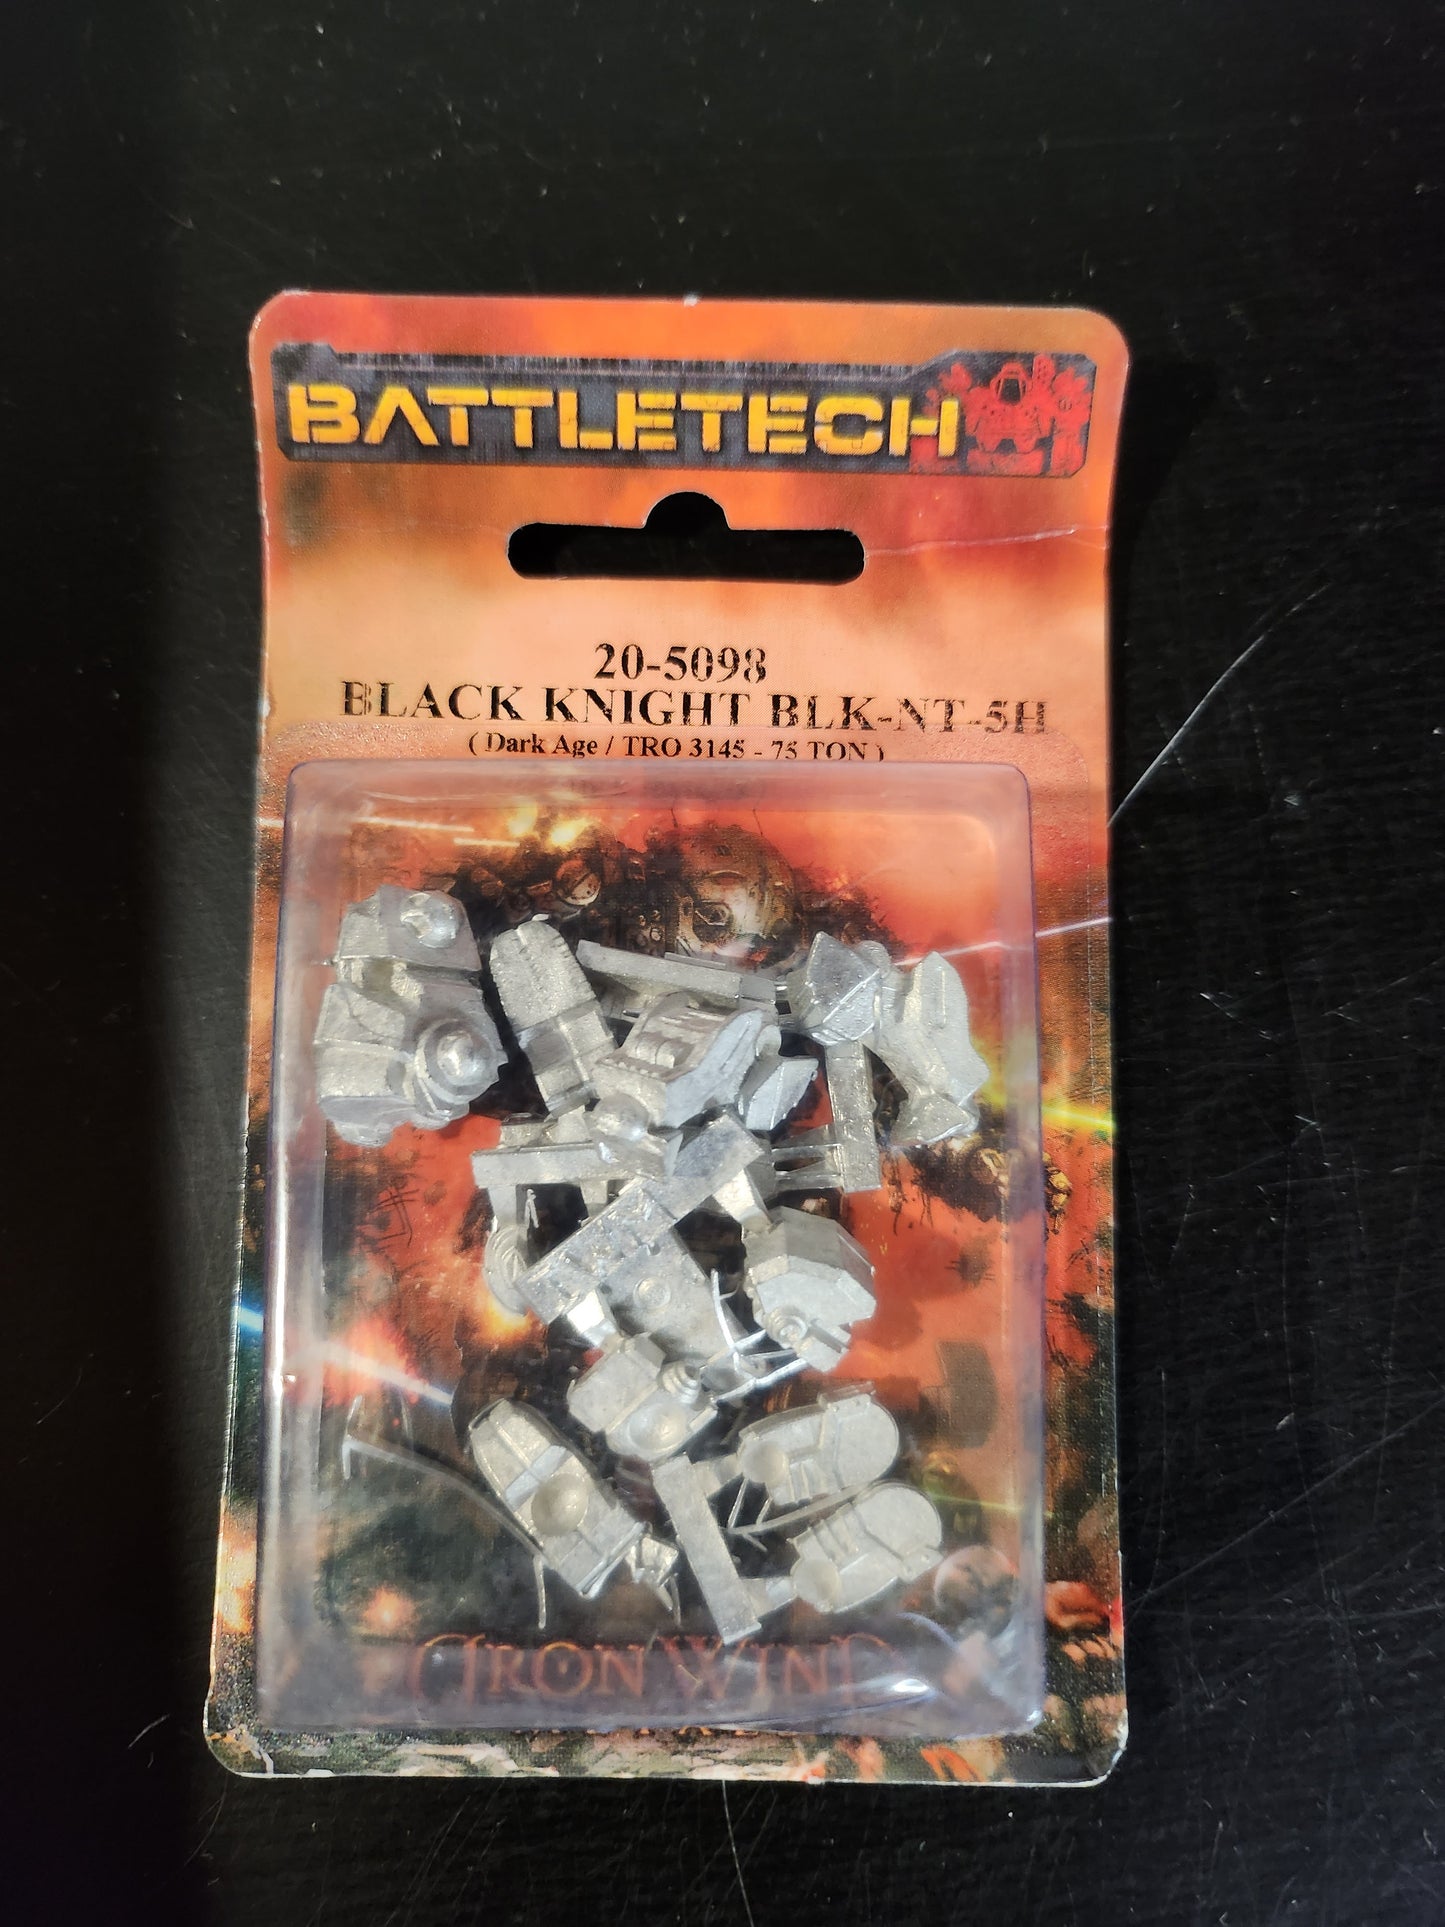 BATTLETECH
20-5098
BLACK KNIGHT BLK-NT-5H
( Dark Age / TRO 3145 - 75 TON )
IRON WIND